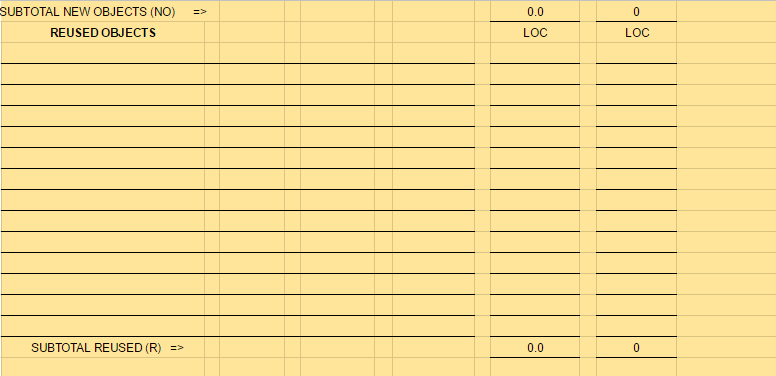 SUBTOTAL NEW OBJECTS (NO) => 0.0 0
REUSED OBJECTS LOC LOC
SUBTOTAL REUSED (R) => 0.0 0